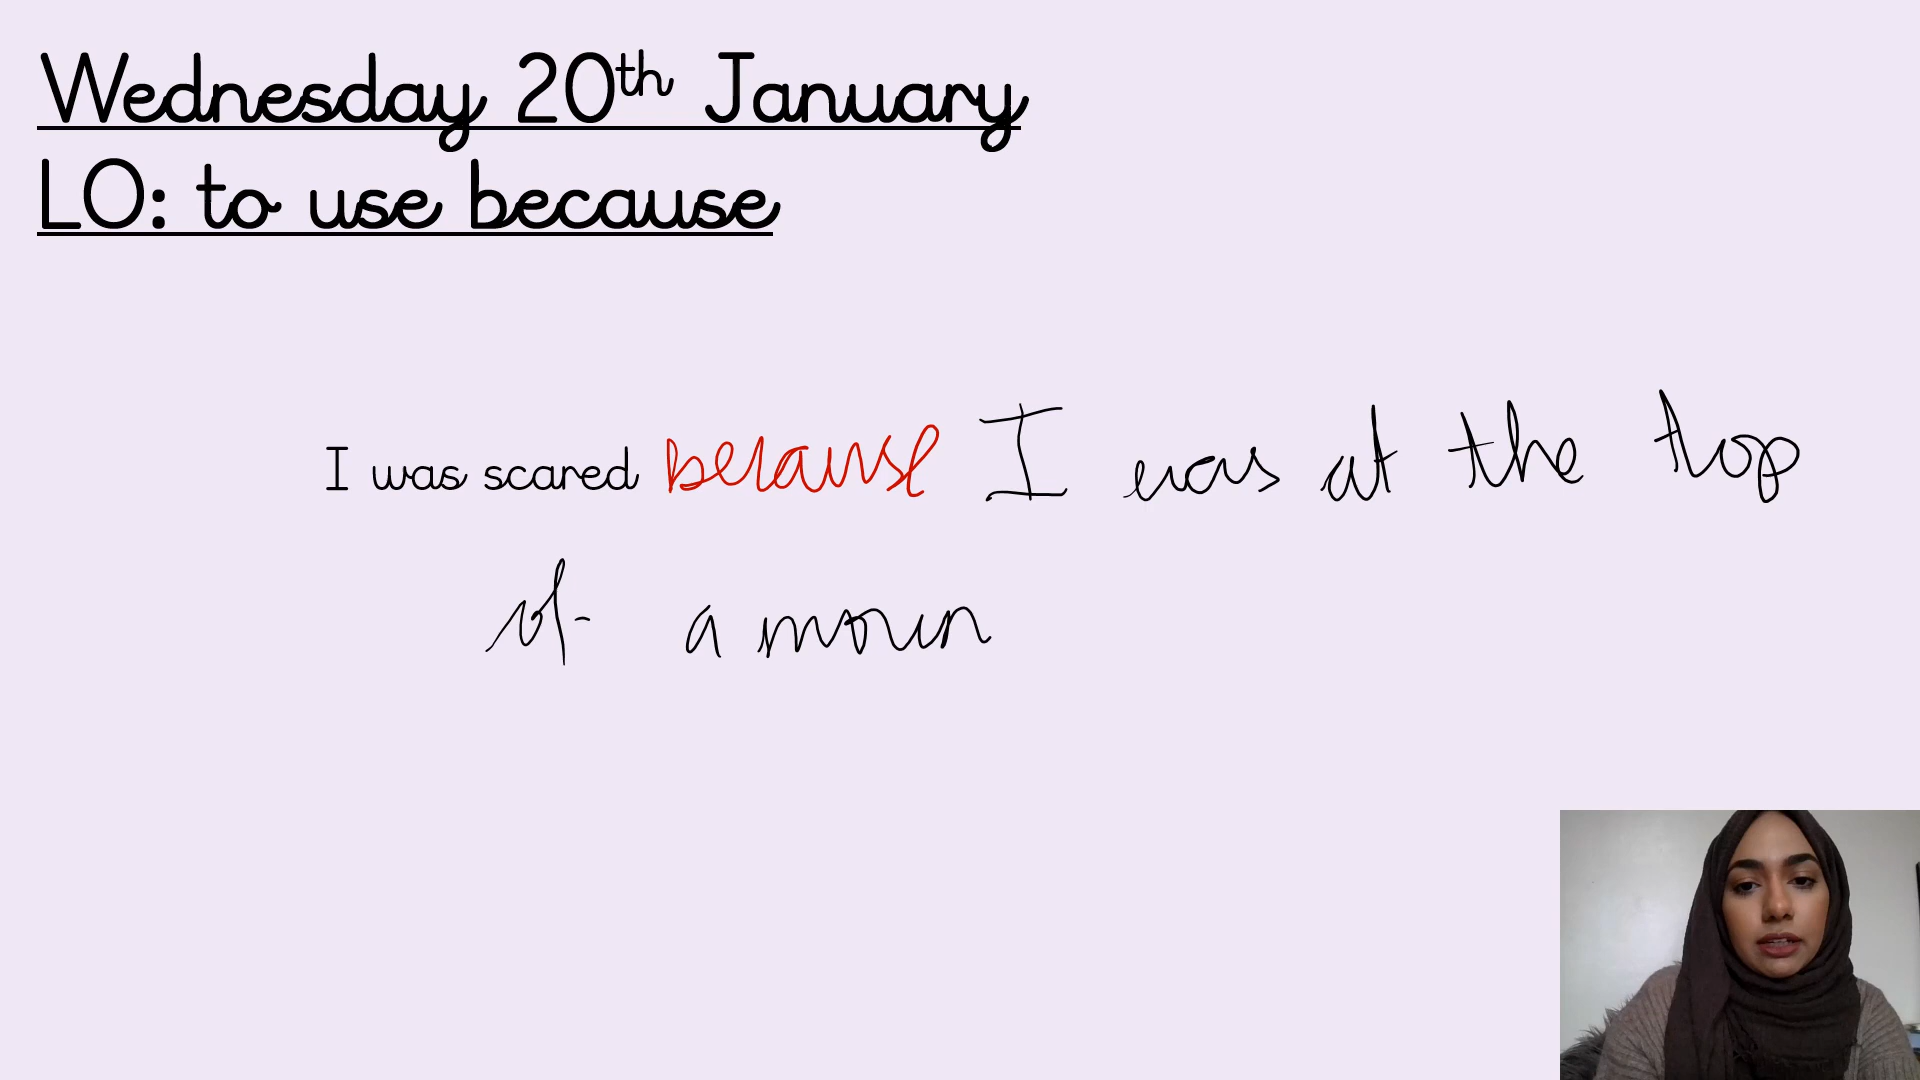 Wednesday 20th January
LO: to use because
I was scared because I was at the top
of a moun